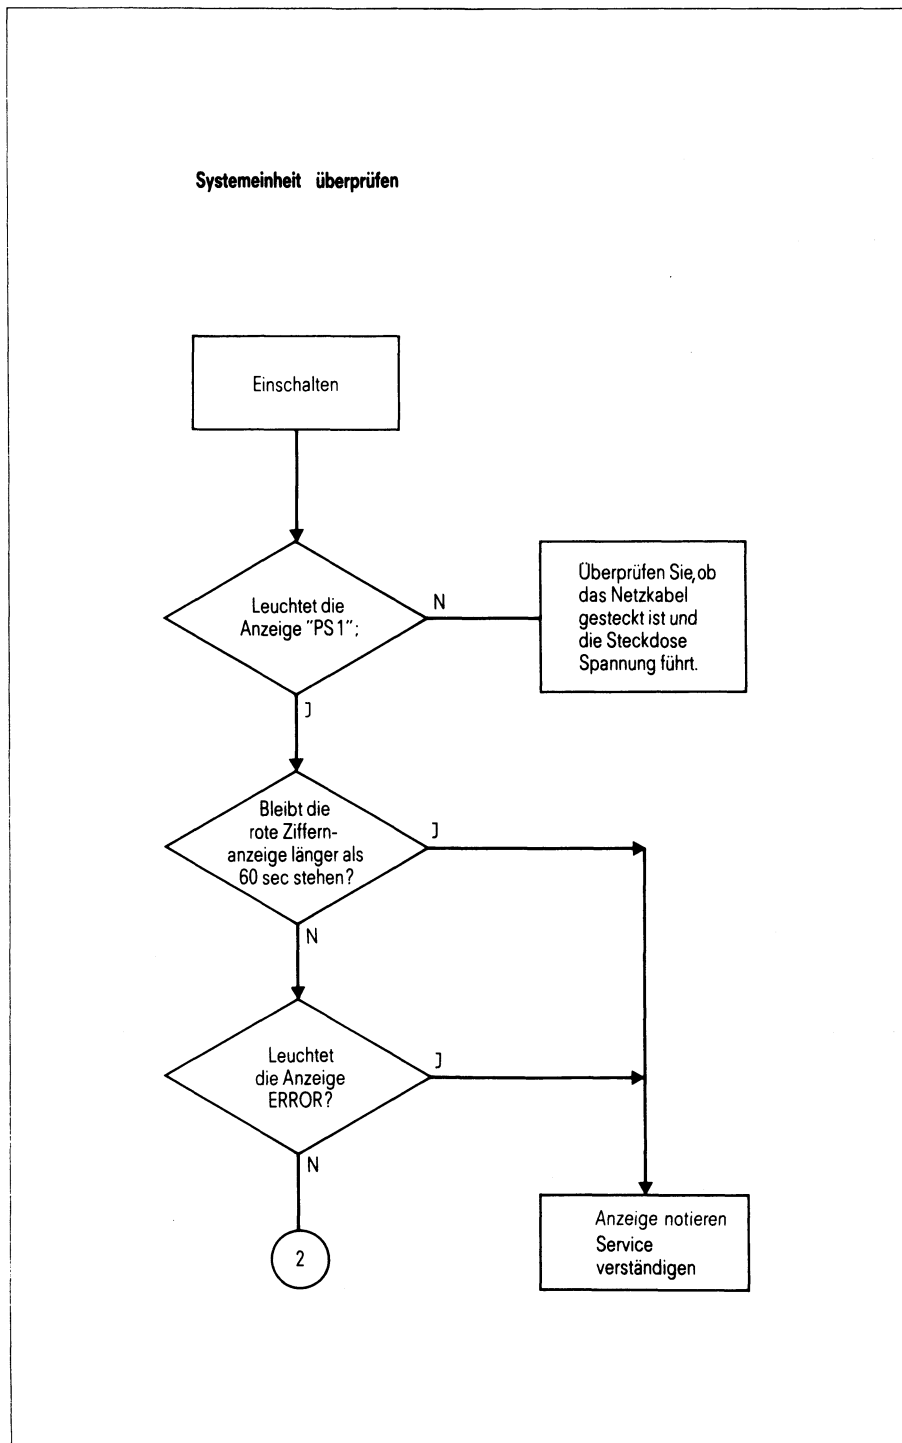 Systemeinheit überprüfen
Einschalten
Leuchtet die
Anzeige "PS1";
N
Überprüfen Sie, ob
das Netzkabel
gesteckt ist und
die Steckdose
Spannung führt.
J
Bleibt die
rote Ziffern-
anzeige länger als
60 sec stehen?
J
N
Leuchtet
die Anzeige
ERROR?
J
N
2
Anzeige notieren
Service
verständigen